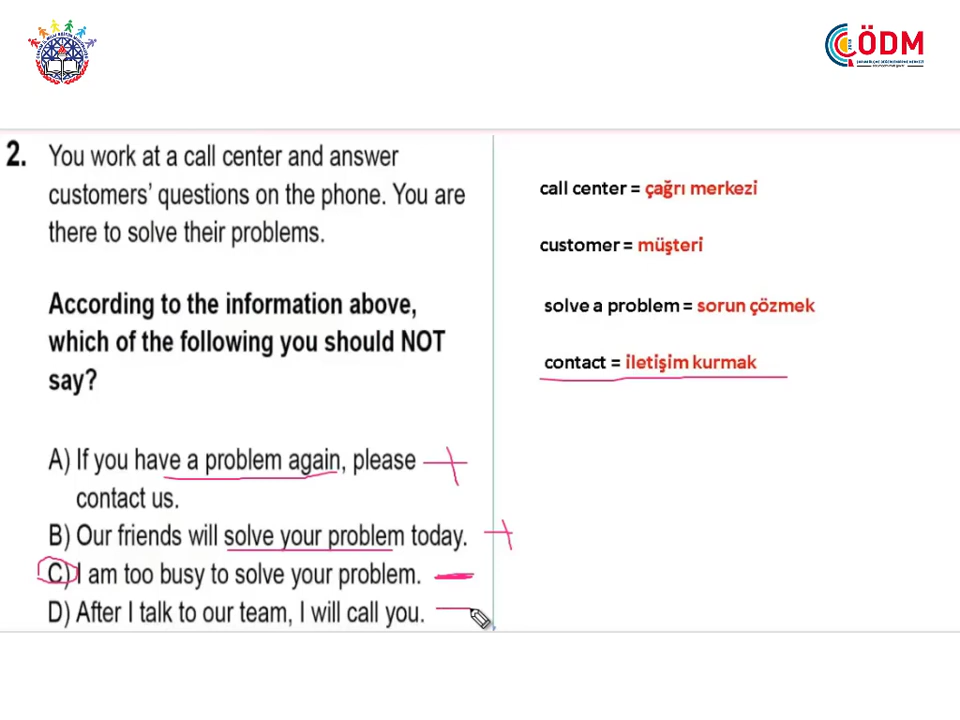 ÖDM
2. You work at a call center and answer
customers' questions on the phone. You are
there to solve their problems.
According to the information above,
which of the following you should NOT
say?
A) If you have a problem again, please
contact us.
B) Our friends will solve your problem today.
C) I am too busy to solve your problem.
D) After I talk to our team, I will call you.
call center = çağrı merkezi
customer = müşteri
solve a problem = sorun çözmek
contact = iletişim kurmak